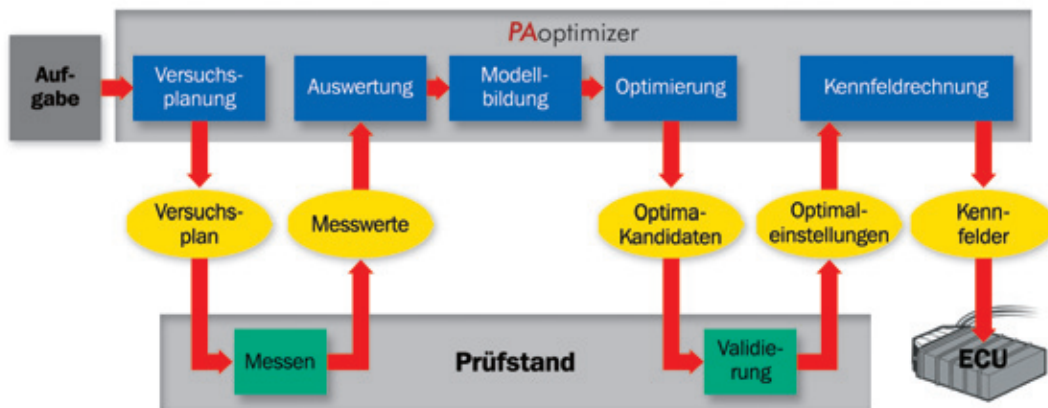 PAoptimizer
Auf-
gabe
Versuchs-
planung
Auswertung
Modell-
bildung
Optimierung
Kennfeldrechnung
Versuchs-
plan
Messwerte
Optima-
Kandidaten
Optimal-
einstellungen
Kenn-
felder
Messen
Prüfstand
Validie-
rung
ECU